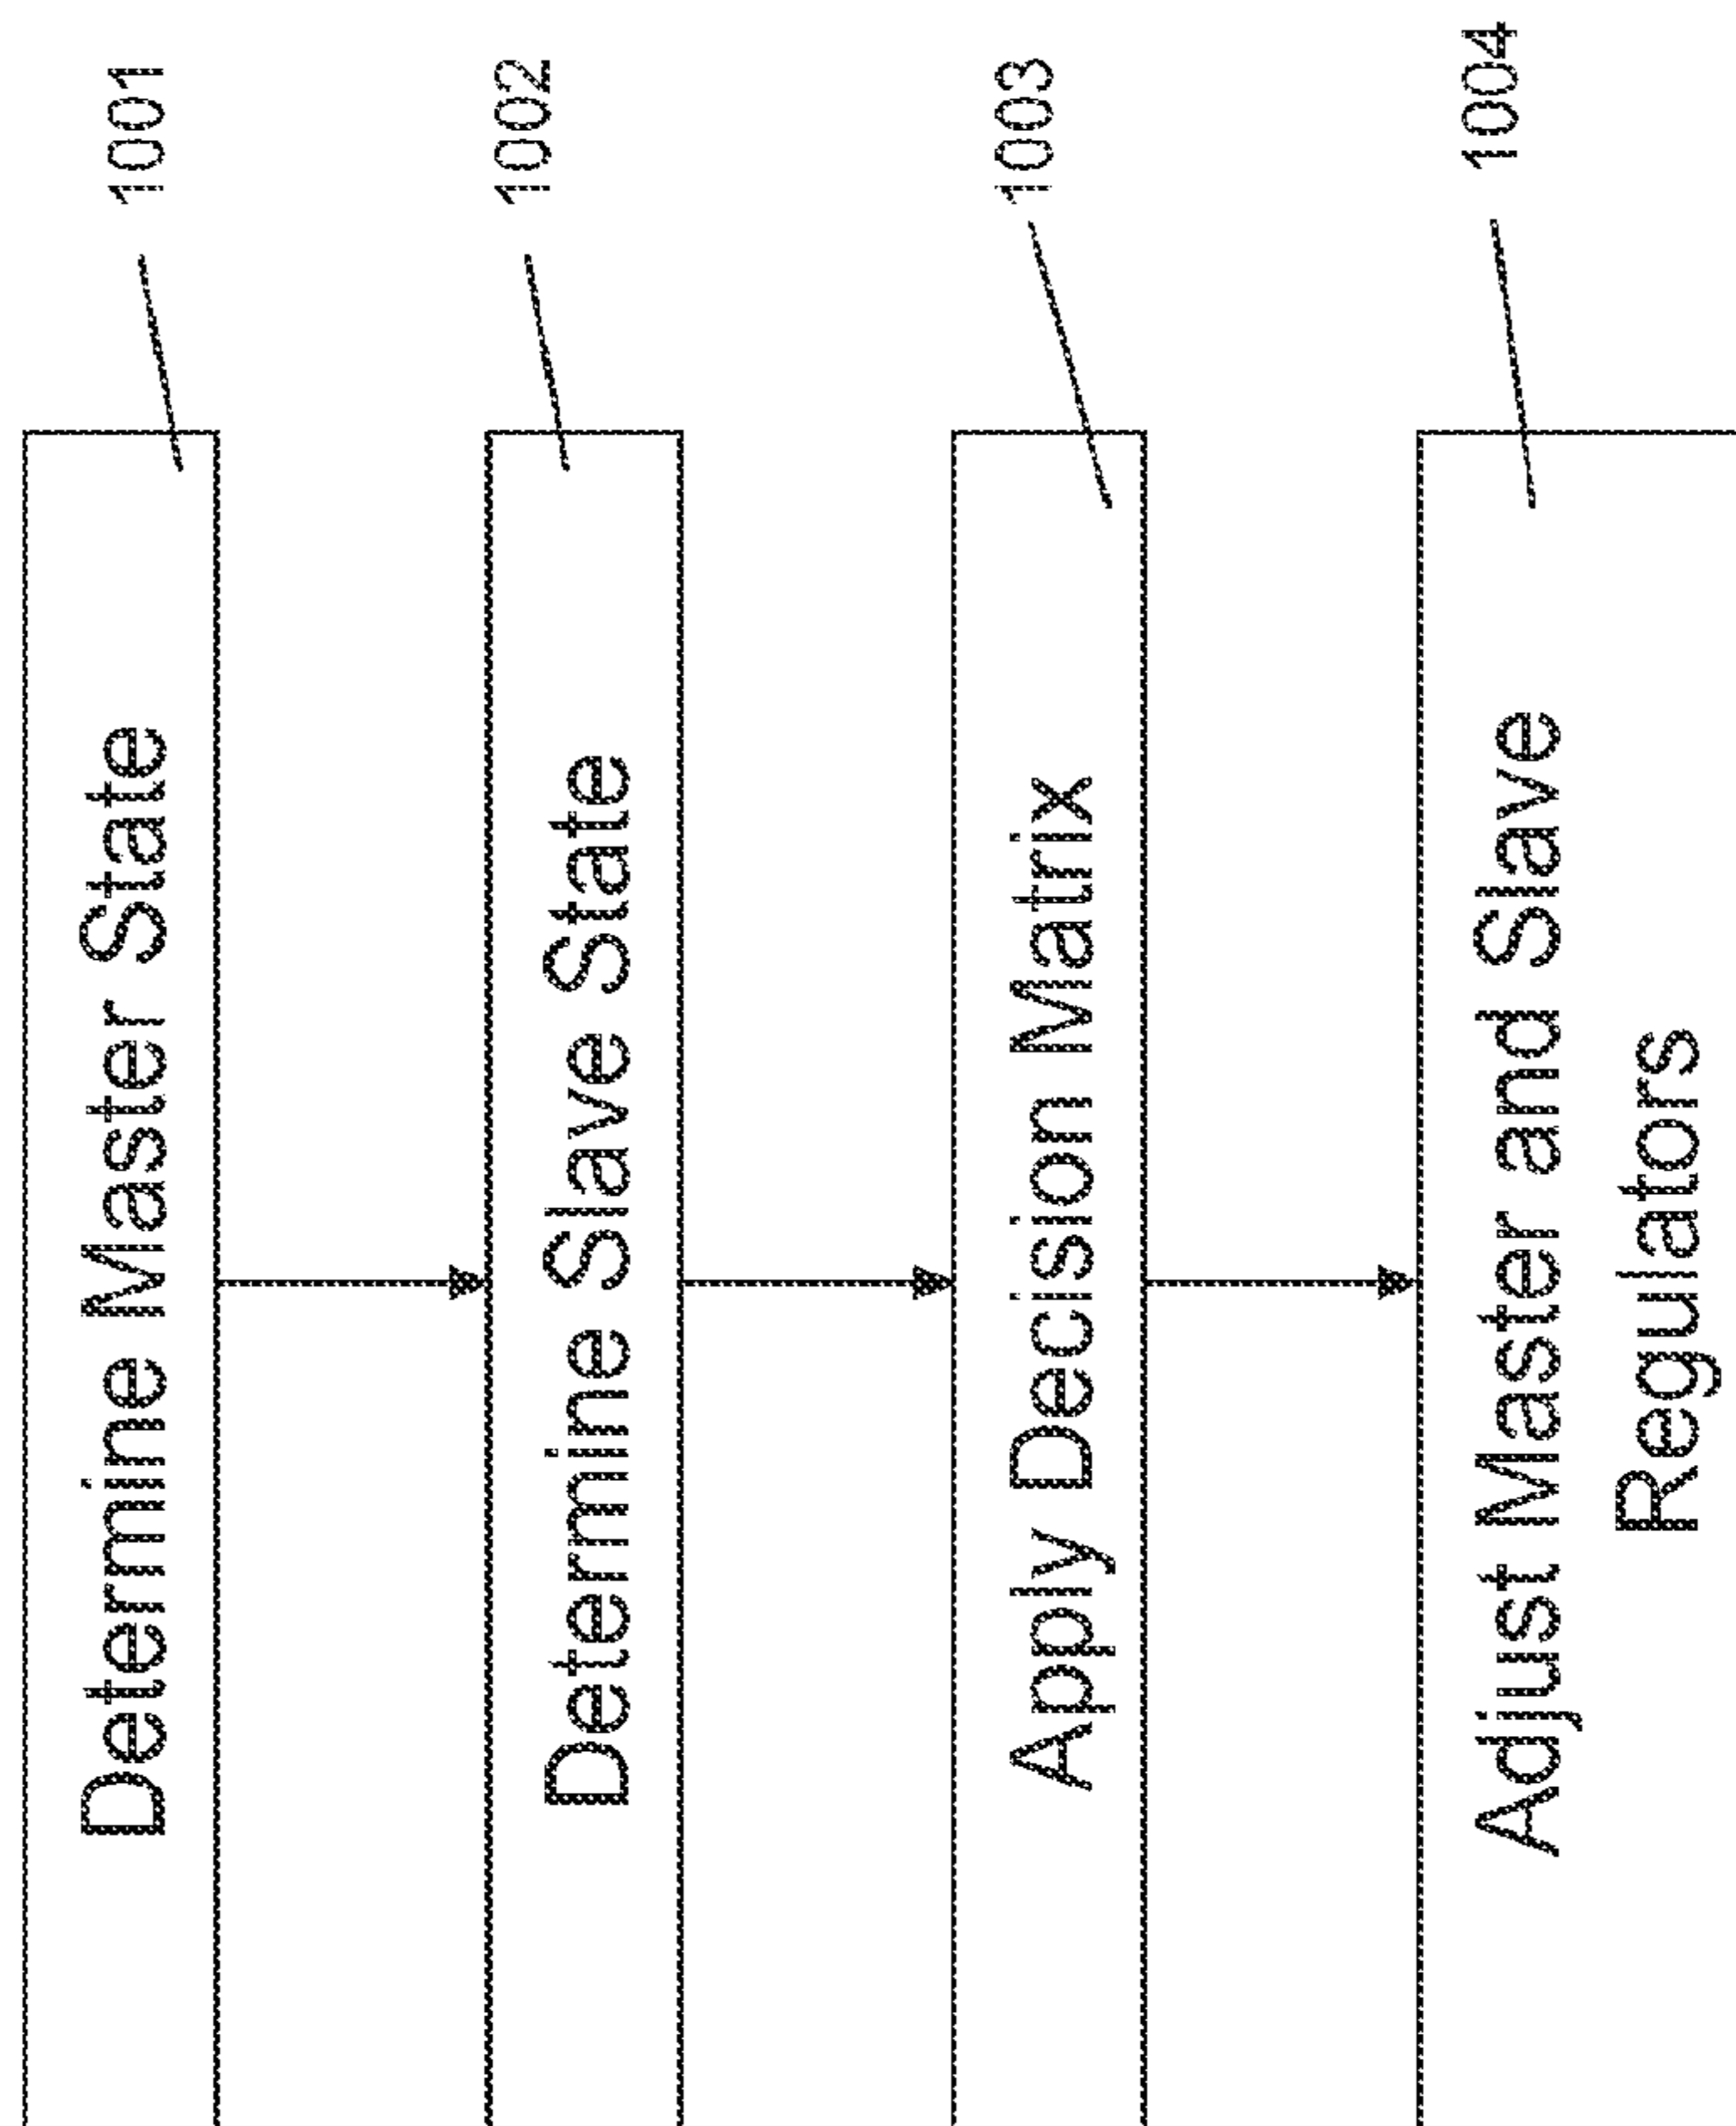 Determine Master State
1001
Determine Slave State
1002
Apply Decision Matrix
1003
Adjust Master and Slave
Regulators
1004